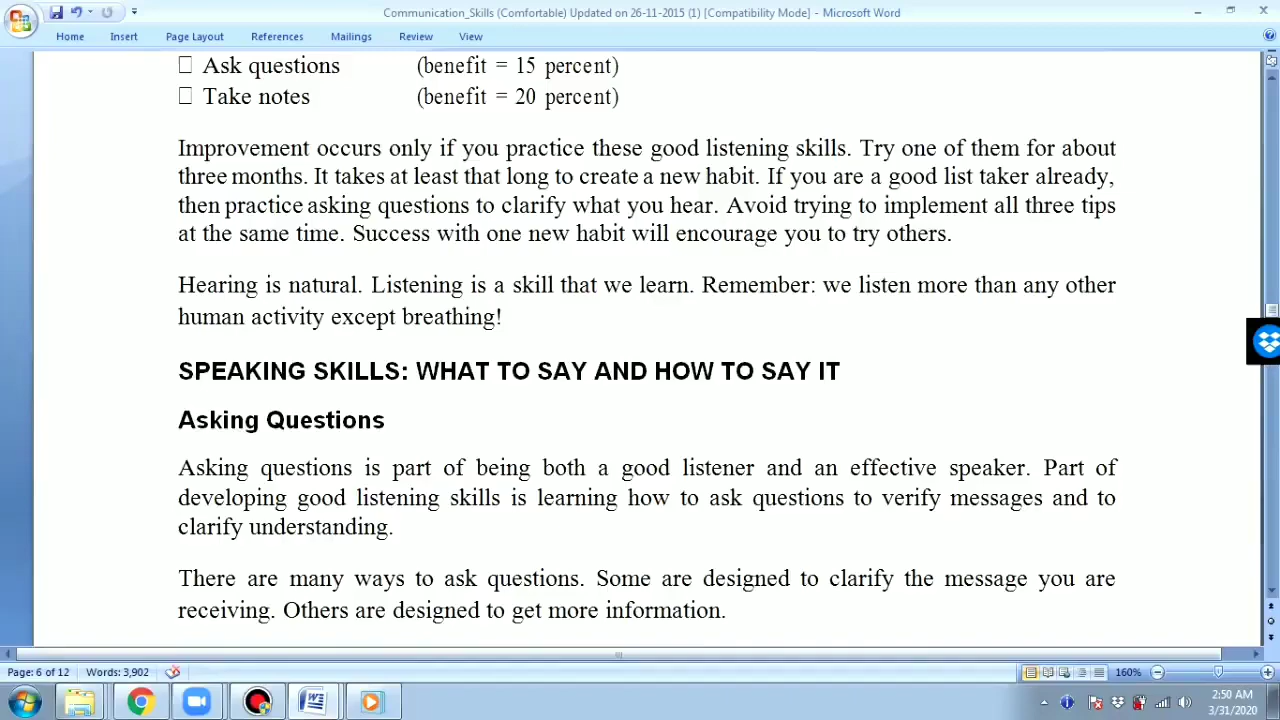 Communication_Skills (Comfortable) Updated on 26-11-2015 (1) [Compatibility Mode] - Microsoft Word
Home Insert Page Layout References Mailings Review View
Ask questions (benefit = 15 percent)
Take notes (benefit = 20 percent)
Improvement occurs only if you practice these good listening skills. Try one of them for about
three months. It takes at least that long to create a new habit. If you are a good list taker already,
then practice asking questions to clarify what you hear. Avoid trying to implement all three tips
at the same time. Success with one new habit will encourage you to try others.
Hearing is natural. Listening is a skill that we learn. Remember: we listen more than any other
human activity except breathing!
SPEAKING SKILLS: WHAT TO SAY AND HOW TO SAY IT
Asking Questions
Asking questions is part of being both a good listener and an effective speaker. Part of
developing good listening skills is learning how to ask questions to verify messages and to
clarify understanding.
There are many ways to ask questions. Some are designed to clarify the message you are
receiving. Others are designed to get more information.
Page: 6 of 12 Words: 3,902 160%
2:50 AM
3/31/2020